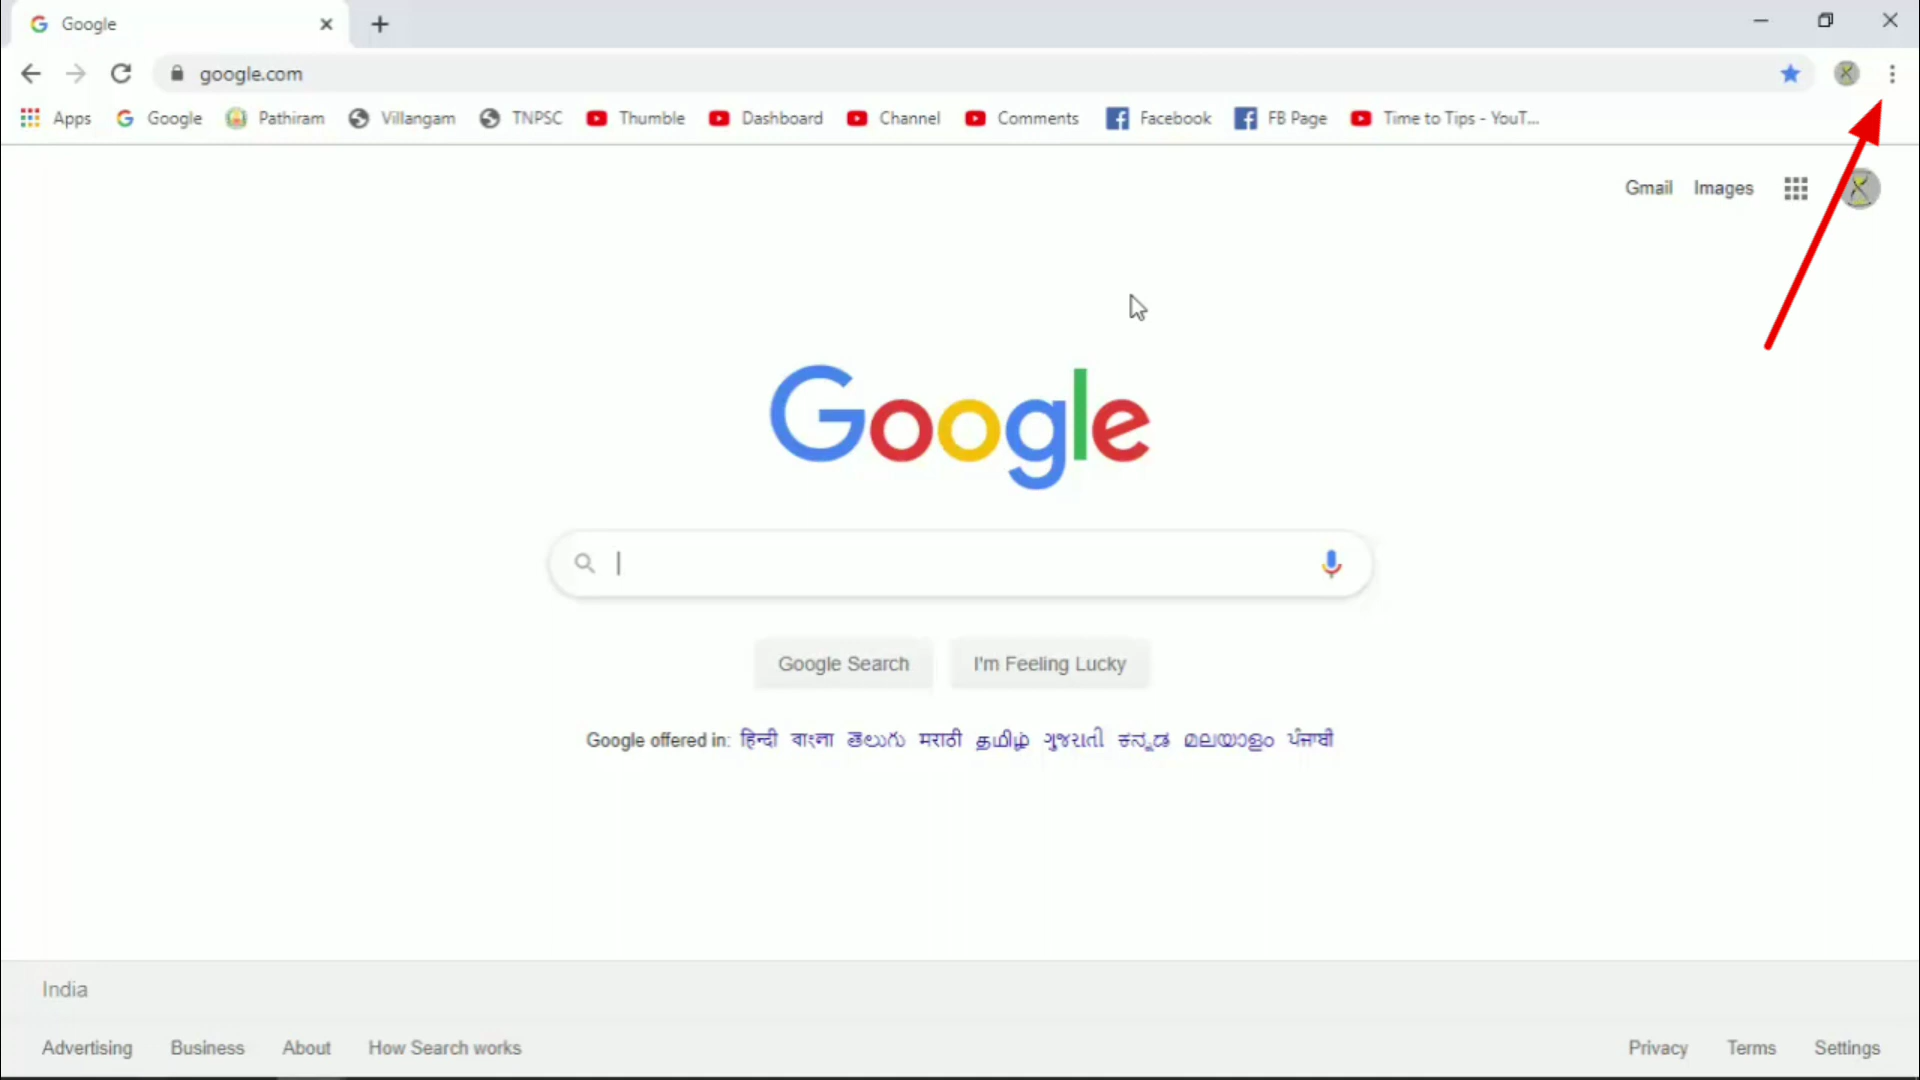 Google
google.com
Apps Google Pathiram Villangam TNPSC Thumble Dashboard Channel Comments Facebook FB Page Time to Tips - YouT...
Gmail Images
Google
Google Search I'm Feeling Lucky
Google offered in: हिन्दी বাংলা తెలుగు मराठी தமிழ் ગુજરાતી ಕನ್ನಡ മലയാളം ਪੰਜਾਬੀ
India
Advertising Business About How Search works Privacy Terms Settings